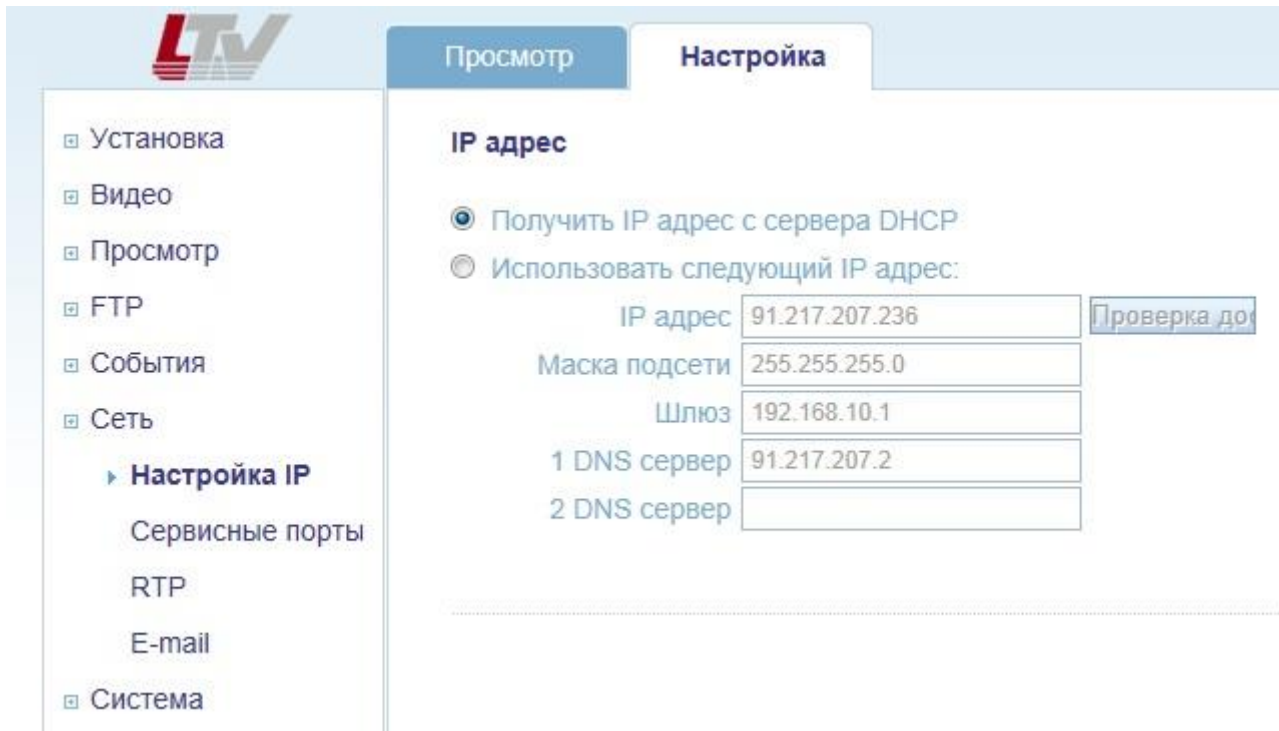 LTV
Просмотр
Настройка
Установка
Видео
Просмотр
FTP
События
Сеть
Настройка IP
Сервисные порты
RTP
E-mail
Система
IP адрес
Получить IP адрес с сервера DHCP
Использовать следующий IP адрес:
IP адрес 91.217.207.236 Проверка дос
Маска подсети 255.255.255.0
Шлюз 192.168.10.1
1 DNS сервер 91.217.207.2
2 DNS сервер